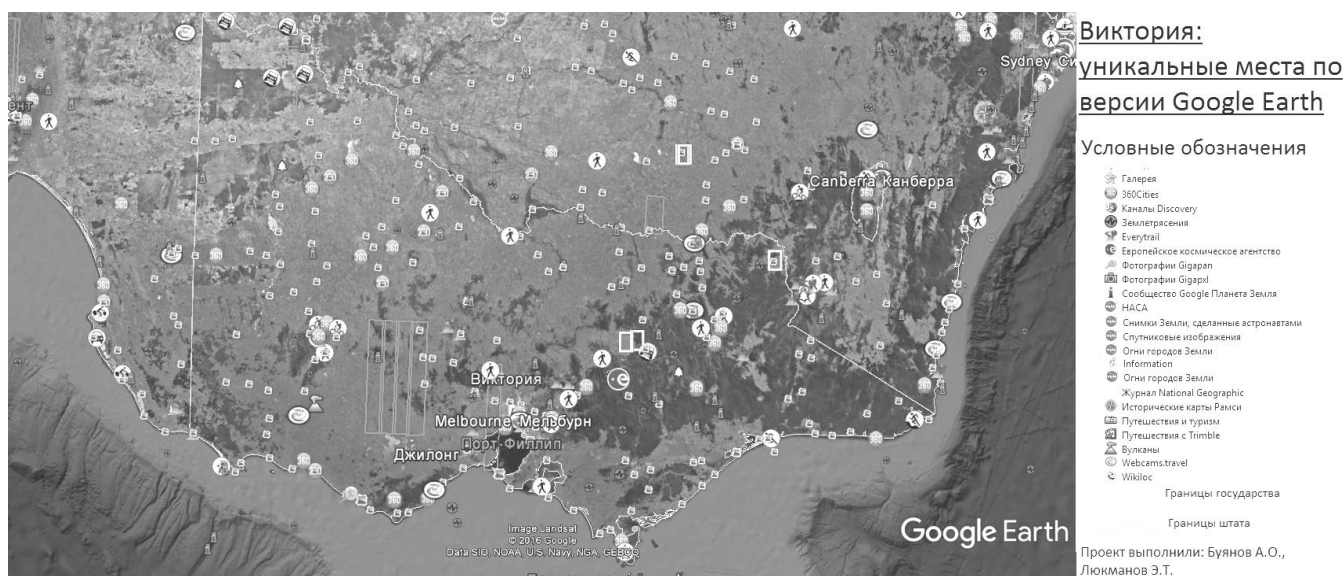 Виктория:
уникальные места по
версии Google Earth
Условные обозначения
Галерея
360Cities
Каналы Discovery
Землетрясения
Everytrail
Европейское космическое агентство
Фотографии Gigapan
Фотографии Gigapxl
Сообщество Google Планета Земля
НАСА
Снимки Земли, сделанные астронавтами
Спутниковые изображения
Огни городов Земли
Information
Огни городов Земли
Журнал National Geographic
Исторические карты Рамси
Путешествия и туризм
Путешествия с Trimble
Вулканы
Webcams.travel
Wikiloc
Границы государства
Границы штата
Проект выполнили: Буянов А.О.,
Люкманов Э.Т.
Sydney
Canberra Канберра
Виктория
Melbourne Мельбурн
Порт-Филлип
Джилонг
Image Landsat
© 2016 Google
Data SIO, NOAA, U.S. Navy, NGA, GEBCO
Google Earth